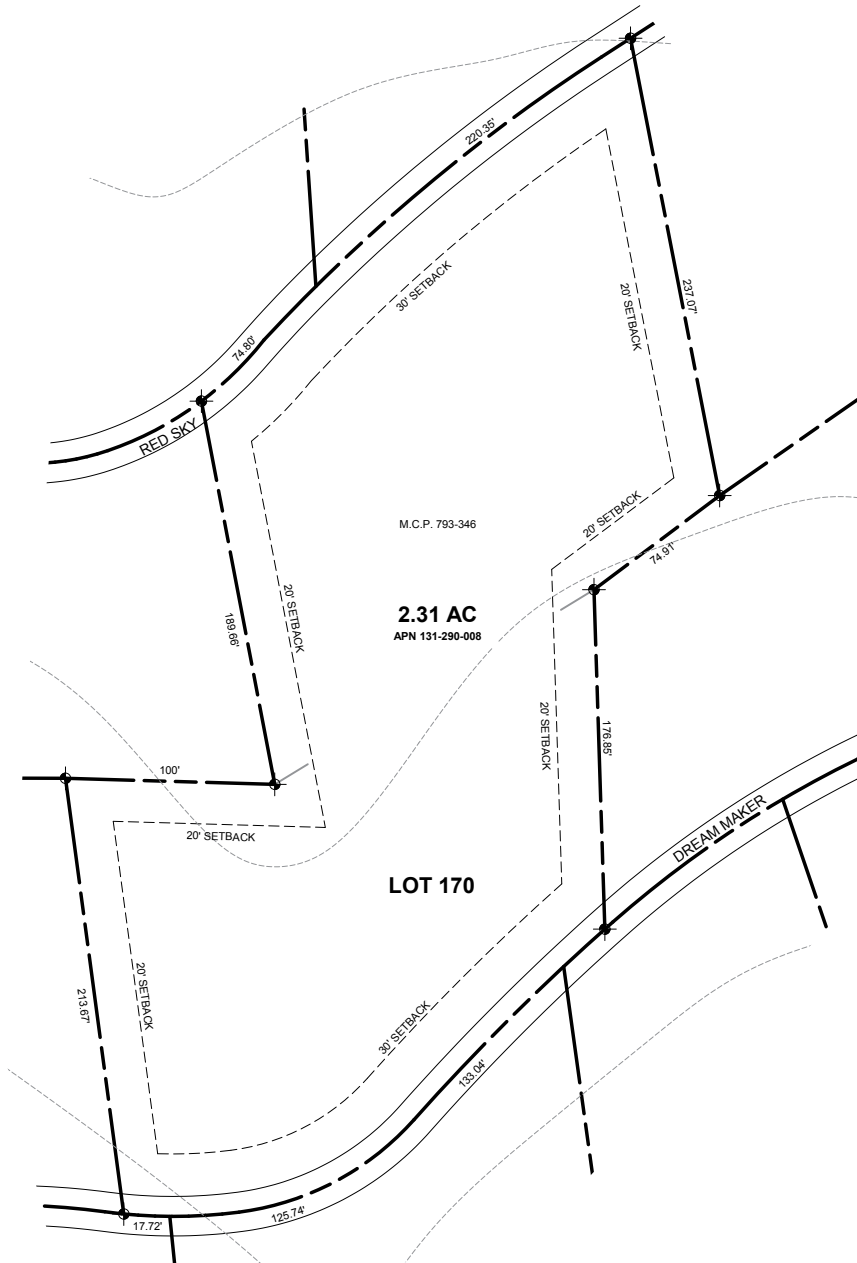 220.35'
30' SETBACK
20' SETBACK
237.07'
74.80'
RED SKY
20' SETBACK
M.C.P. 793-346
74.91'
20' SETBACK
189.66'
2.31 AC
APN 131-290-008
20' SETBACK
176.85'
100'
20' SETBACK
DREAM MAKER
LOT 170
20' SETBACK
213.67'
30' SETBACK
133.04'
17.72'
125.74'